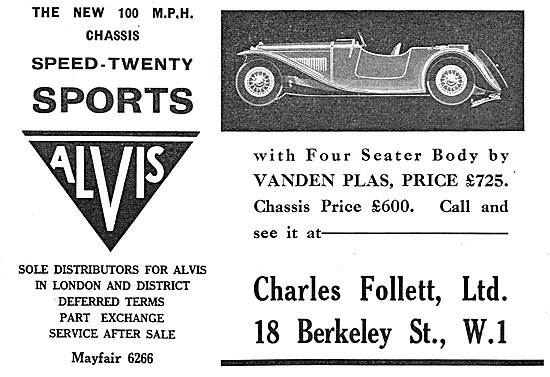 THE NEW 100 M.P.H.
CHASSIS
SPEED-TWENTY
SPORTS
ALVIS
SOLE DISTRIBUTORS FOR ALVIS
IN LONDON AND DISTRICT
DEFERRED TERMS
PART EXCHANGE
SERVICE AFTER SALE
Mayfair 6266
with Four Seater Body by
VANDEN PLAS, PRICE £725.
Chassis Price £600. Call and
see it at
Charles Follett, Ltd.
18 Berkeley St., W.1